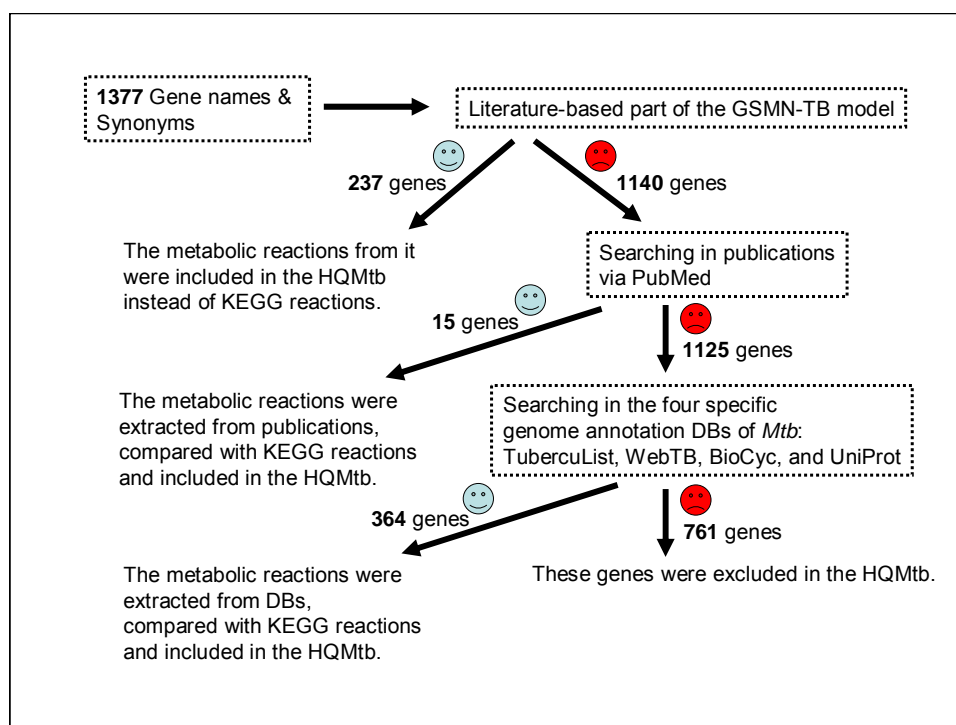 1377 Gene names &
Synonyms
Literature-based part of the GSMN-TB model
237 genes
1140 genes
The metabolic reactions from it
were included in the HQMtb
instead of KEGG reactions.
Searching in publications
via PubMed
15 genes
1125 genes
The metabolic reactions were
extracted from publications,
compared with KEGG reactions
and included in the HQMtb.
Searching in the four specific
genome annotation DBs of Mtb:
TubercuList, WebTB, BioCyc, and UniProt
364 genes
761 genes
The metabolic reactions were
extracted from DBs,
compared with KEGG reactions
and included in the HQMtb.
These genes were excluded in the HQMtb.